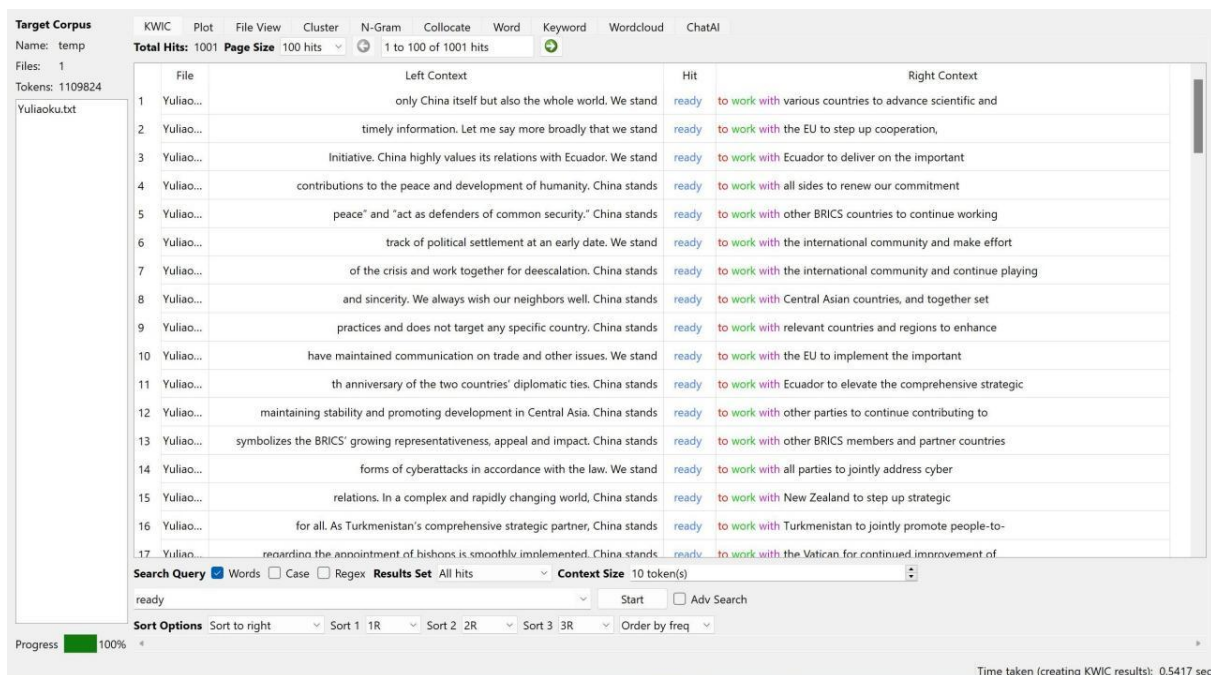 Target Corpus
Name: temp
Files: 1
Tokens: 1109824
Yuliaoku.txt
Progress 100%
KWIC Plot File View Cluster N-Gram Collocate Word Keyword Wordcloud ChatAI
Total Hits: 1001 Page Size 100 hits 1 to 100 of 1001 hits
File Left Context Hit Right Context
1 Yuliao... only China itself but also the whole world. We stand ready to work with various countries to advance scientific and
2 Yuliao... timely information. Let me say more broadly that we stand ready to work with the EU to step up cooperation,
3 Yuliao... Initiative. China highly values its relations with Ecuador. We stand ready to work with Ecuador to deliver on the important
4 Yuliao... contributions to the peace and development of humanity. China stands ready to work with all sides to renew our commitment
5 Yuliao... peace” and “act as defenders of common security.” China stands ready to work with other BRICS countries to continue working
6 Yuliao... track of political settlement at an early date. We stand ready to work with the international community and make effort
7 Yuliao... of the crisis and work together for deescalation. China stands ready to work with the international community and continue playing
8 Yuliao... and sincerity. We always wish our neighbors well. China stands ready to work with Central Asian countries, and together set
9 Yuliao... practices and does not target any specific country. China stands ready to work with relevant countries and regions to enhance
10 Yuliao... have maintained communication on trade and other issues. We stand ready to work with the EU to implement the important
11 Yuliao... th anniversary of the two countries’ diplomatic ties. China stands ready to work with Ecuador to elevate the comprehensive strategic
12 Yuliao... maintaining stability and promoting development in Central Asia. China stands ready to work with other parties to continue contributing to
13 Yuliao... symbolizes the BRICS’ growing representativeness, appeal and impact. China stands ready to work with other BRICS members and partner countries
14 Yuliao... forms of cyberattacks in accordance with the law. We stand ready to work with all parties to jointly address cyber
15 Yuliao... relations. In a complex and rapidly changing world, China stands ready to work with New Zealand to step up strategic
16 Yuliao... for all. As Turkmenistan’s comprehensive strategic partner, China stands ready to work with Turkmenistan to jointly promote people-to-
17 Yuliao... regarding the appointment of bishops is smoothly implemented. China stands ready to work with the Vatican for continued improvement of
Search Query Words Case Regex Results Set All hits Context Size 10 token(s)
ready Start Adv Search
Sort Options Sort to right Sort 1 1R Sort 2 2R Sort 3 3R Order by freq
Time taken (creating KWIC results): 0.5417 sec